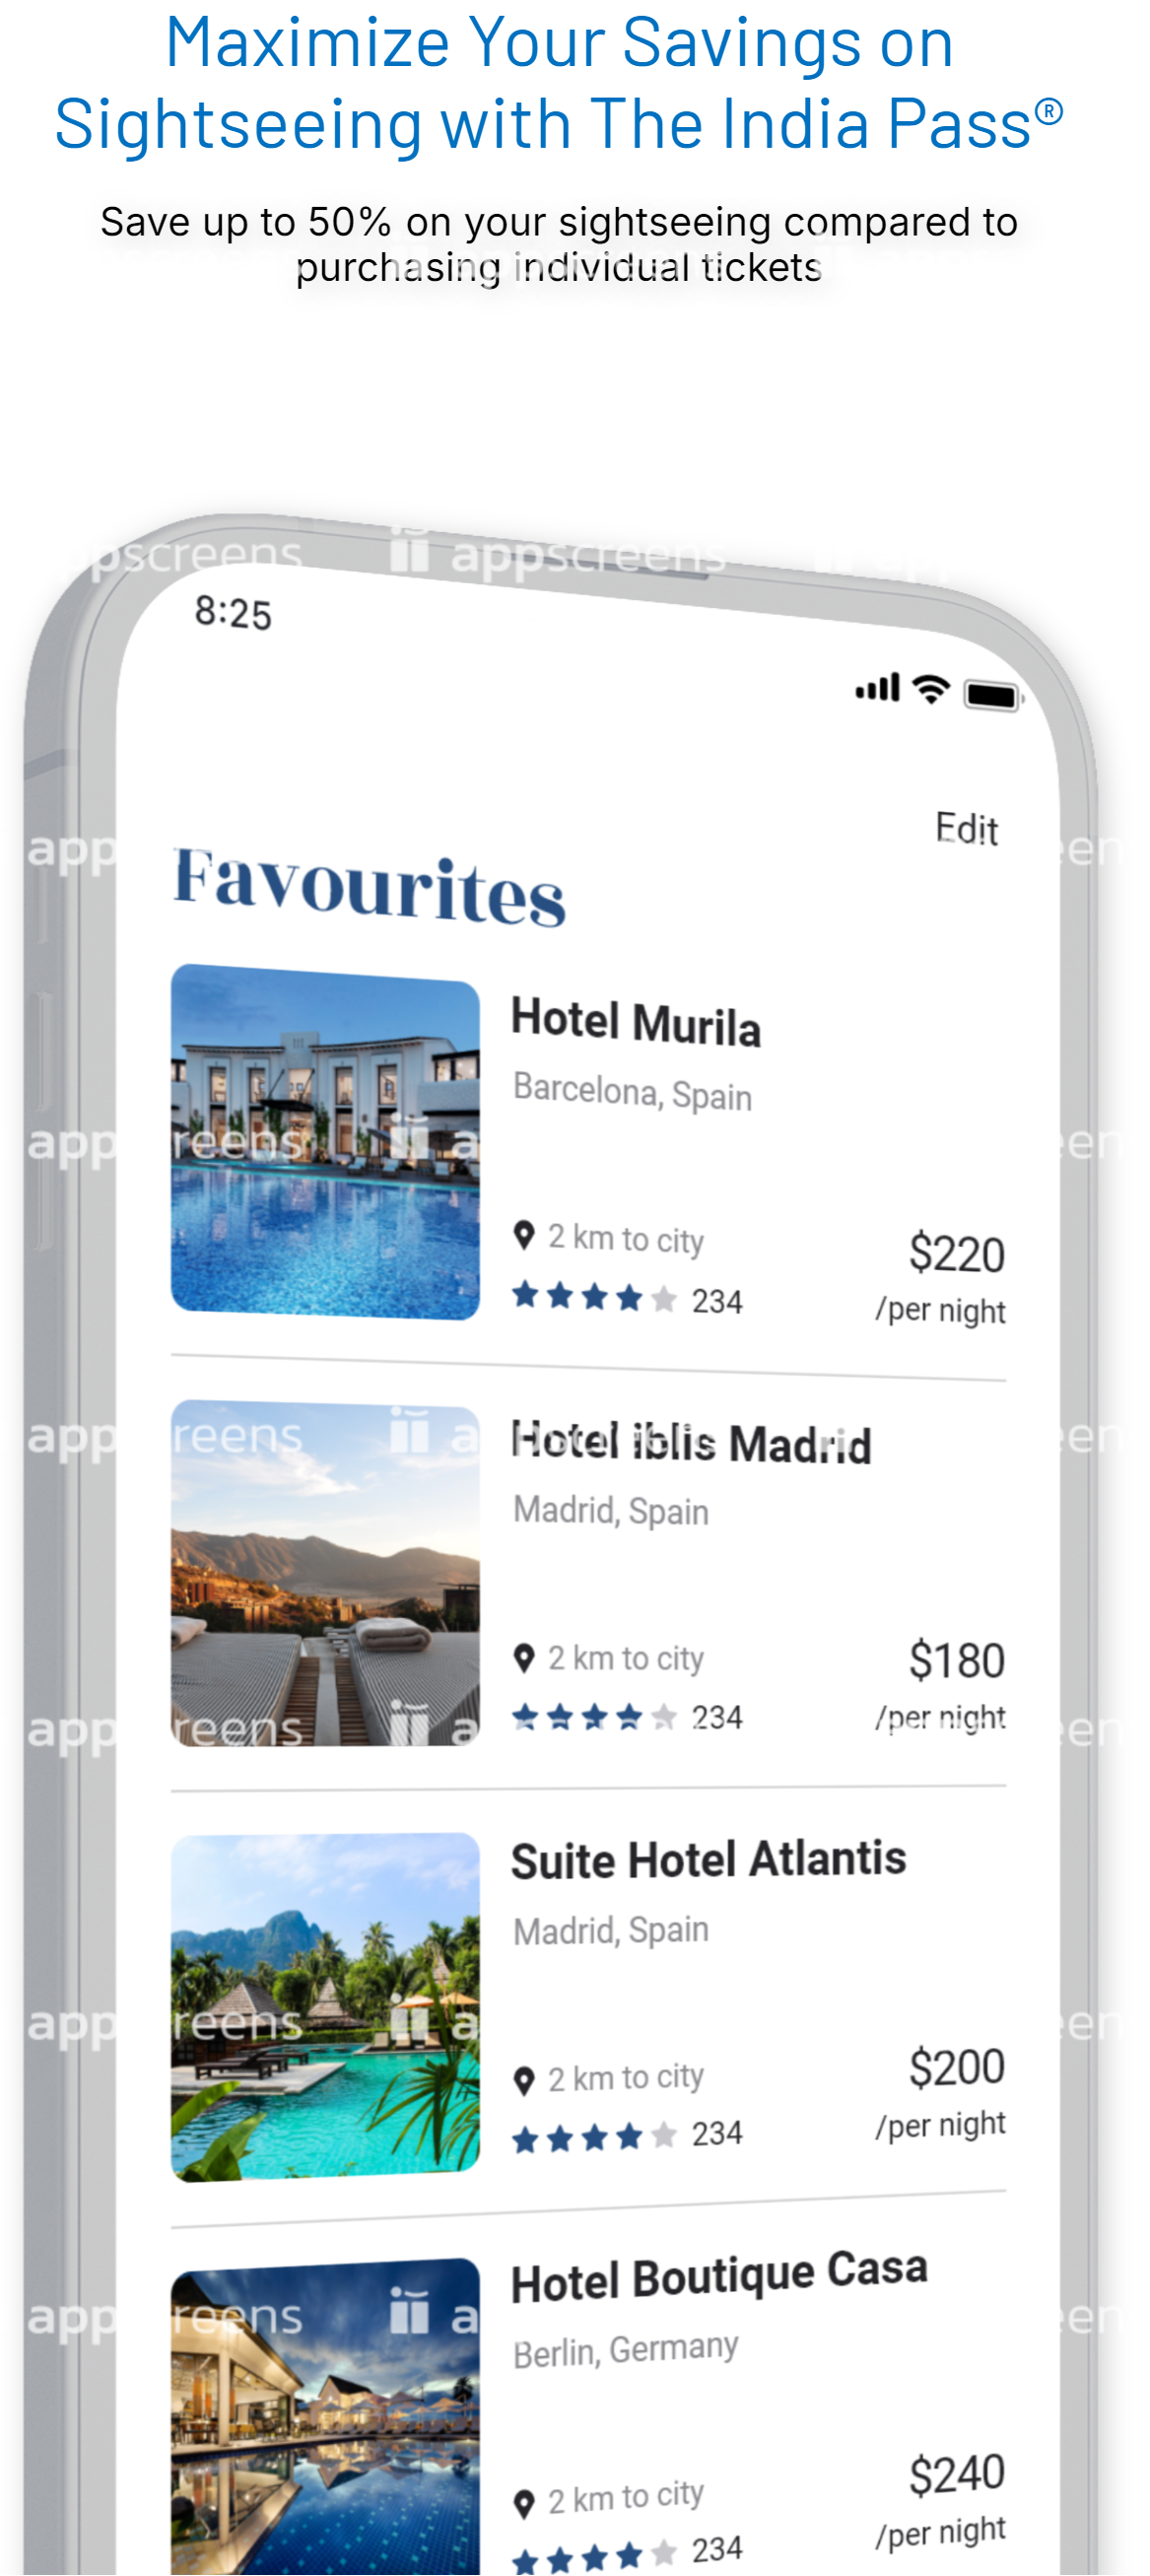 Maximize Your Savings on
Sightseeing with The India Pass®
Save up to 50% on your sightseeing compared to
purchasing individual tickets
appscreens
8:25
Edit
Favourites
Hotel Murila
Barcelona, Spain
2 km to city
$220
234
/per night
Hotel iblis Madrid
Madrid, Spain
2 km to city
$180
234
/per night
Suite Hotel Atlantis
Madrid, Spain
2 km to city
$200
234
/per night
Hotel Boutique Casa
Berlin, Germany
2 km to city
$240
234
/per night